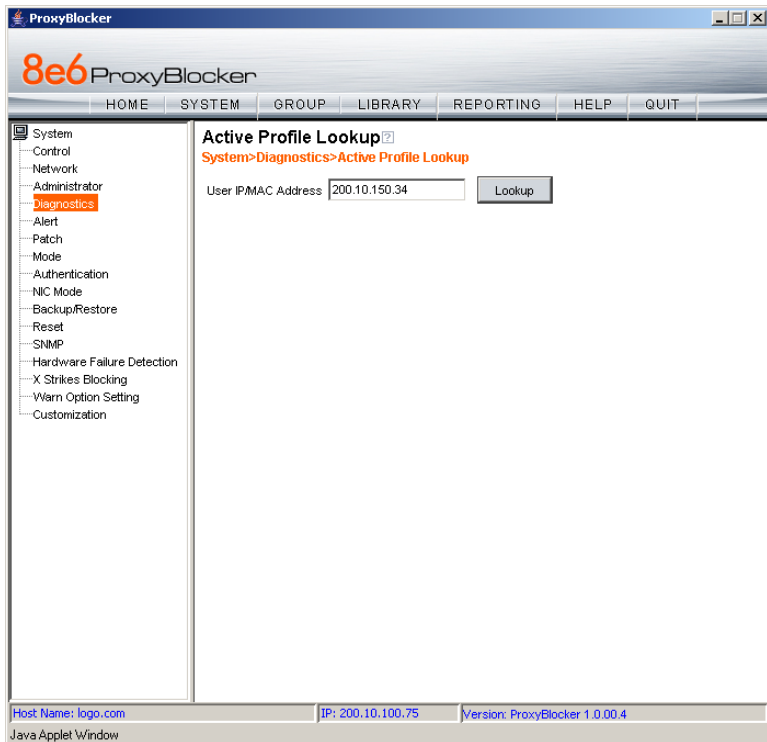 ProxyBlocker
8e6 ProxyBlocker
HOME SYSTEM GROUP LIBRARY REPORTING HELP QUIT
System
Control
Network
Administrator
Diagnostics
Alert
Patch
Mode
Authentication
NIC Mode
Backup/Restore
Reset
SNMP
Hardware Failure Detection
X Strikes Blocking
Warn Option Setting
Customization
Active Profile Lookup ?
System>Diagnostics>Active Profile Lookup
User IP/MAC Address 200.10.150.34 Lookup
Host Name: logo.com IP: 200.10.100.75 Version: ProxyBlocker 1.0.00.4
Java Applet Window